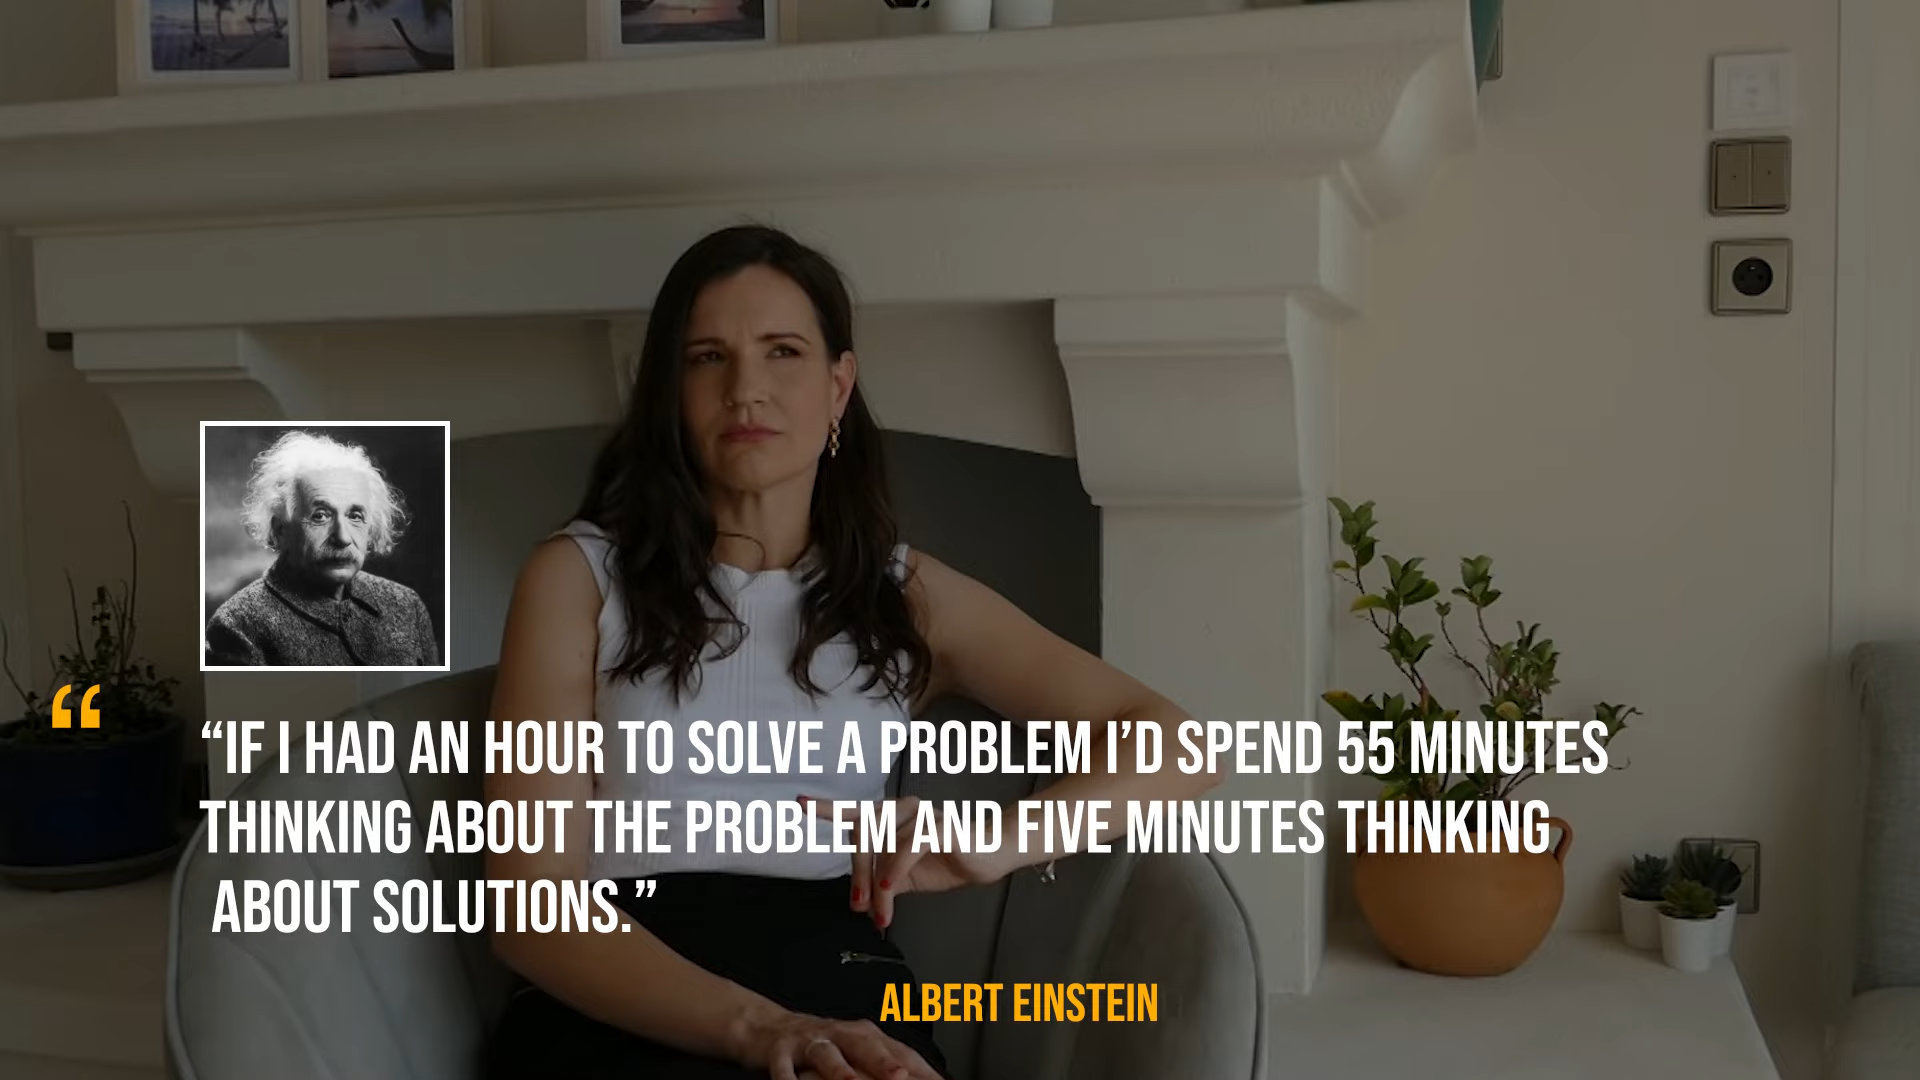 “
“IF I HAD AN HOUR TO SOLVE A PROBLEM I’D SPEND 55 MINUTES
THINKING ABOUT THE PROBLEM AND FIVE MINUTES THINKING
ABOUT SOLUTIONS.”
ALBERT EINSTEIN